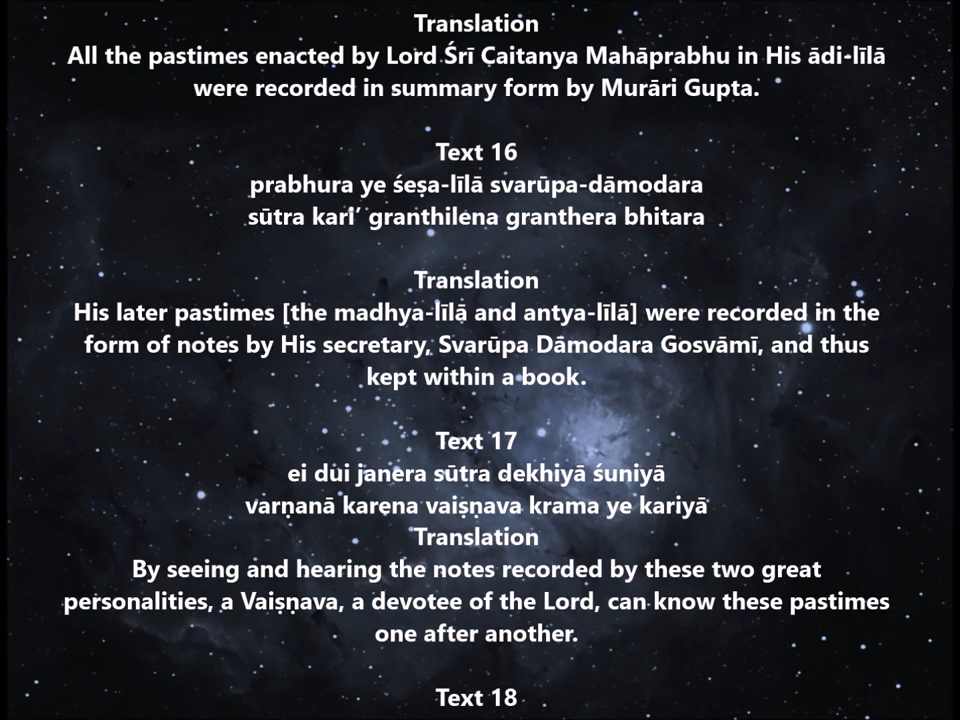 Translation
All the pastimes enacted by Lord Śrī Caitanya Mahāprabhu in His ādi-līlā
were recorded in summary form by Murāri Gupta.
Text 16
prabhura ye śeṣa-līlā svarūpa-dāmodara
sūtra kari’ granthilena granthera bhitara
Translation
His later pastimes [the madhya-līlā and antya-līlā] were recorded in the
form of notes by His secretary, Svarūpa Dāmodara Gosvāmī, and thus
kept within a book.
Text 17
ei dui janera sūtra dekhiyā śuniyā
varṇanā karena vaiṣṇava krama ye kariyā
Translation
By seeing and hearing the notes recorded by these two great
personalities, a Vaiṣṇava, a devotee of the Lord, can know these pastimes
one after another.
Text 18